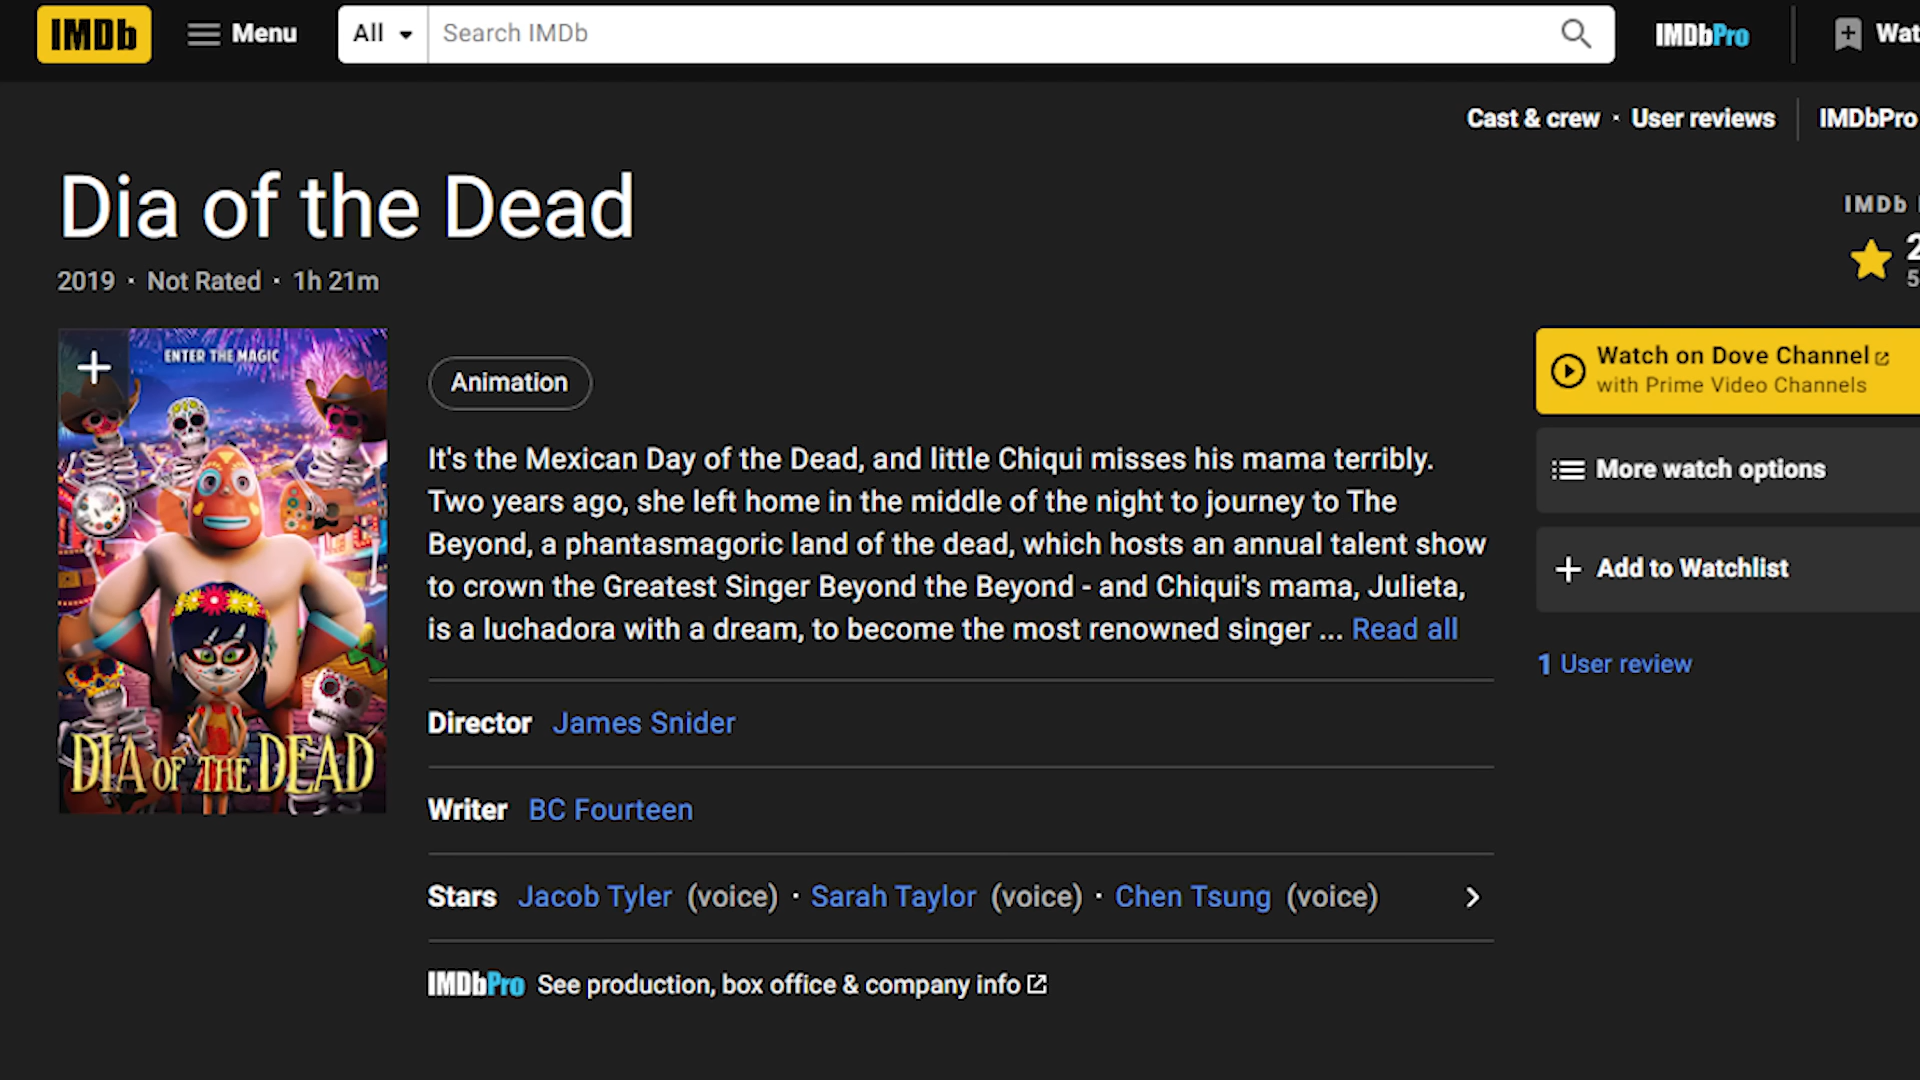 IMDb Menu All Search IMDb IMDbPro Wat
Cast & crew · User reviews IMDbPro
Dia of the Dead
2019 · Not Rated · 1h 21m
IMDb
2
5
ENTER THE MAGIC
DIA OF THE DEAD
Animation
It's the Mexican Day of the Dead, and little Chiqui misses his mama terribly.
Two years ago, she left home in the middle of the night to journey to The
Beyond, a phantasmagoric land of the dead, which hosts an annual talent show
to crown the Greatest Singer Beyond the Beyond - and Chiqui's mama, Julieta,
is a luchadora with a dream, to become the most renowned singer ... Read all
Director James Snider
Writer BC Fourteen
Stars Jacob Tyler (voice) · Sarah Taylor (voice) · Chen Tsung (voice)
IMDbPro See production, box office & company info
Watch on Dove Channel
with Prime Video Channels
More watch options
Add to Watchlist
1 User review